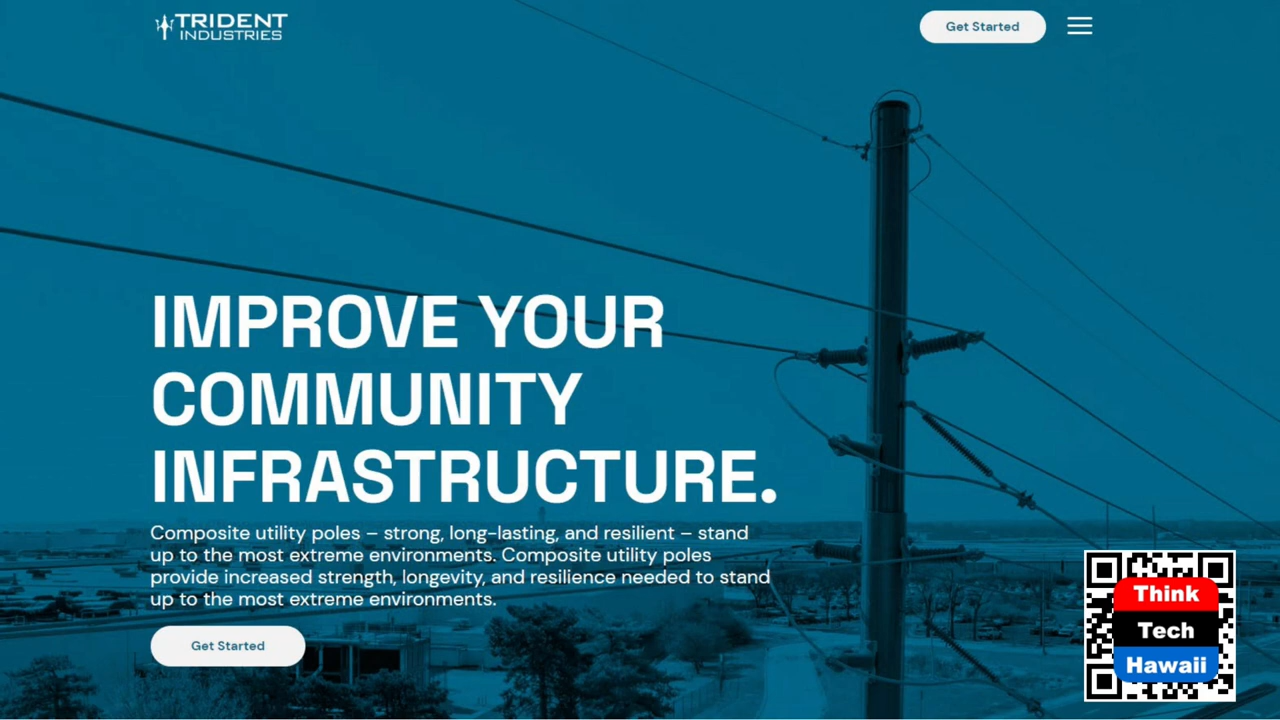 TRIDENT
INDUSTRIES
Get Started
IMPROVE YOUR
COMMUNITY
INFRASTRUCTURE.
Composite utility poles – strong, long-lasting, and resilient – stand
up to the most extreme environments. Composite utility poles
provide increased strength, longevity, and resilience needed to stand
up to the most extreme environments.
Get Started
Think
Tech
Hawaii